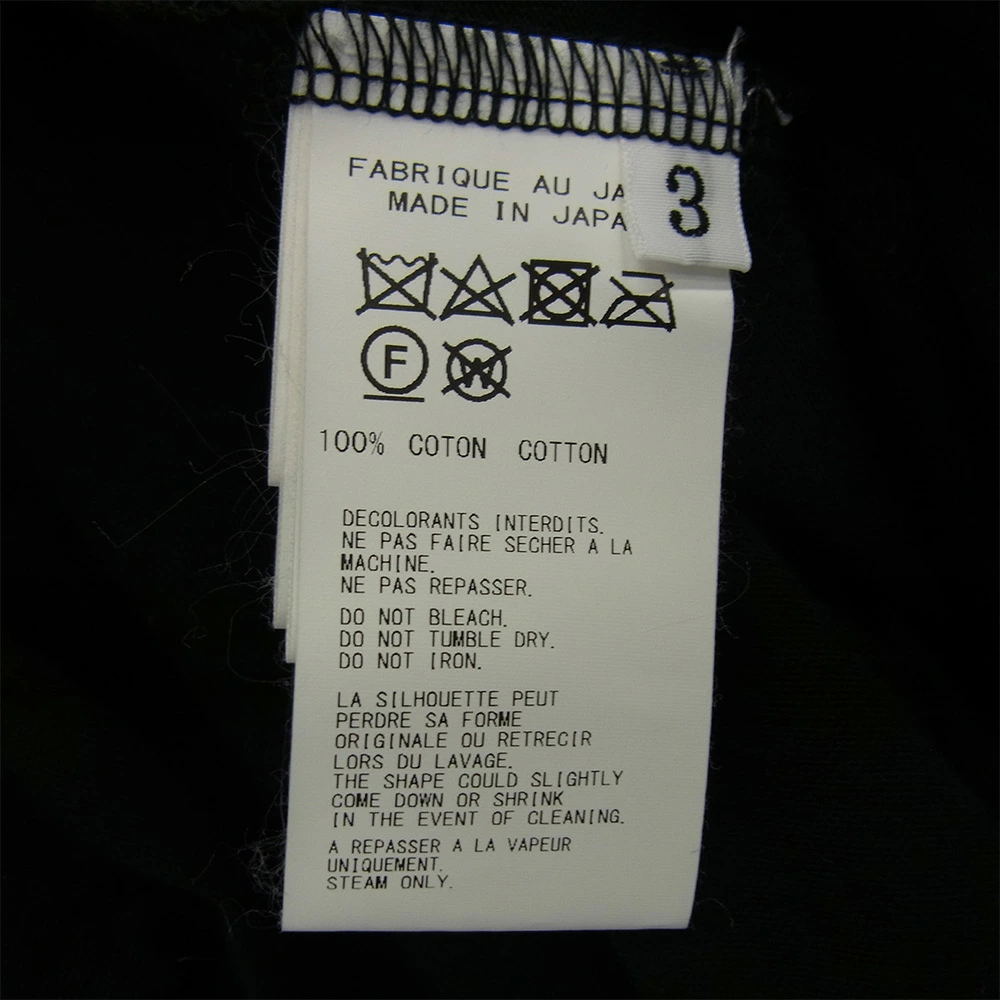 FABRIQUE AU JA
MADE IN JAPA
3
F
W
100% COTON COTTON
DECOLORANTS INTERDITS.
NE PAS FAIRE SECHER A LA
MACHINE.
NE PAS REPASSER.
DO NOT BLEACH.
DO NOT TUMBLE DRY.
DO NOT IRON.
LA SILHOUETTE PEUT
PERDRE SA FORME
ORIGINALE OU RETRECIR
LORS DU LAVAGE.
THE SHAPE COULD SLIGHTLY
COME DOWN OR SHRINK
IN THE EVENT OF CLEANING.
A REPASSER A LA VAPEUR
UNIQUEMENT.
STEAM ONLY.